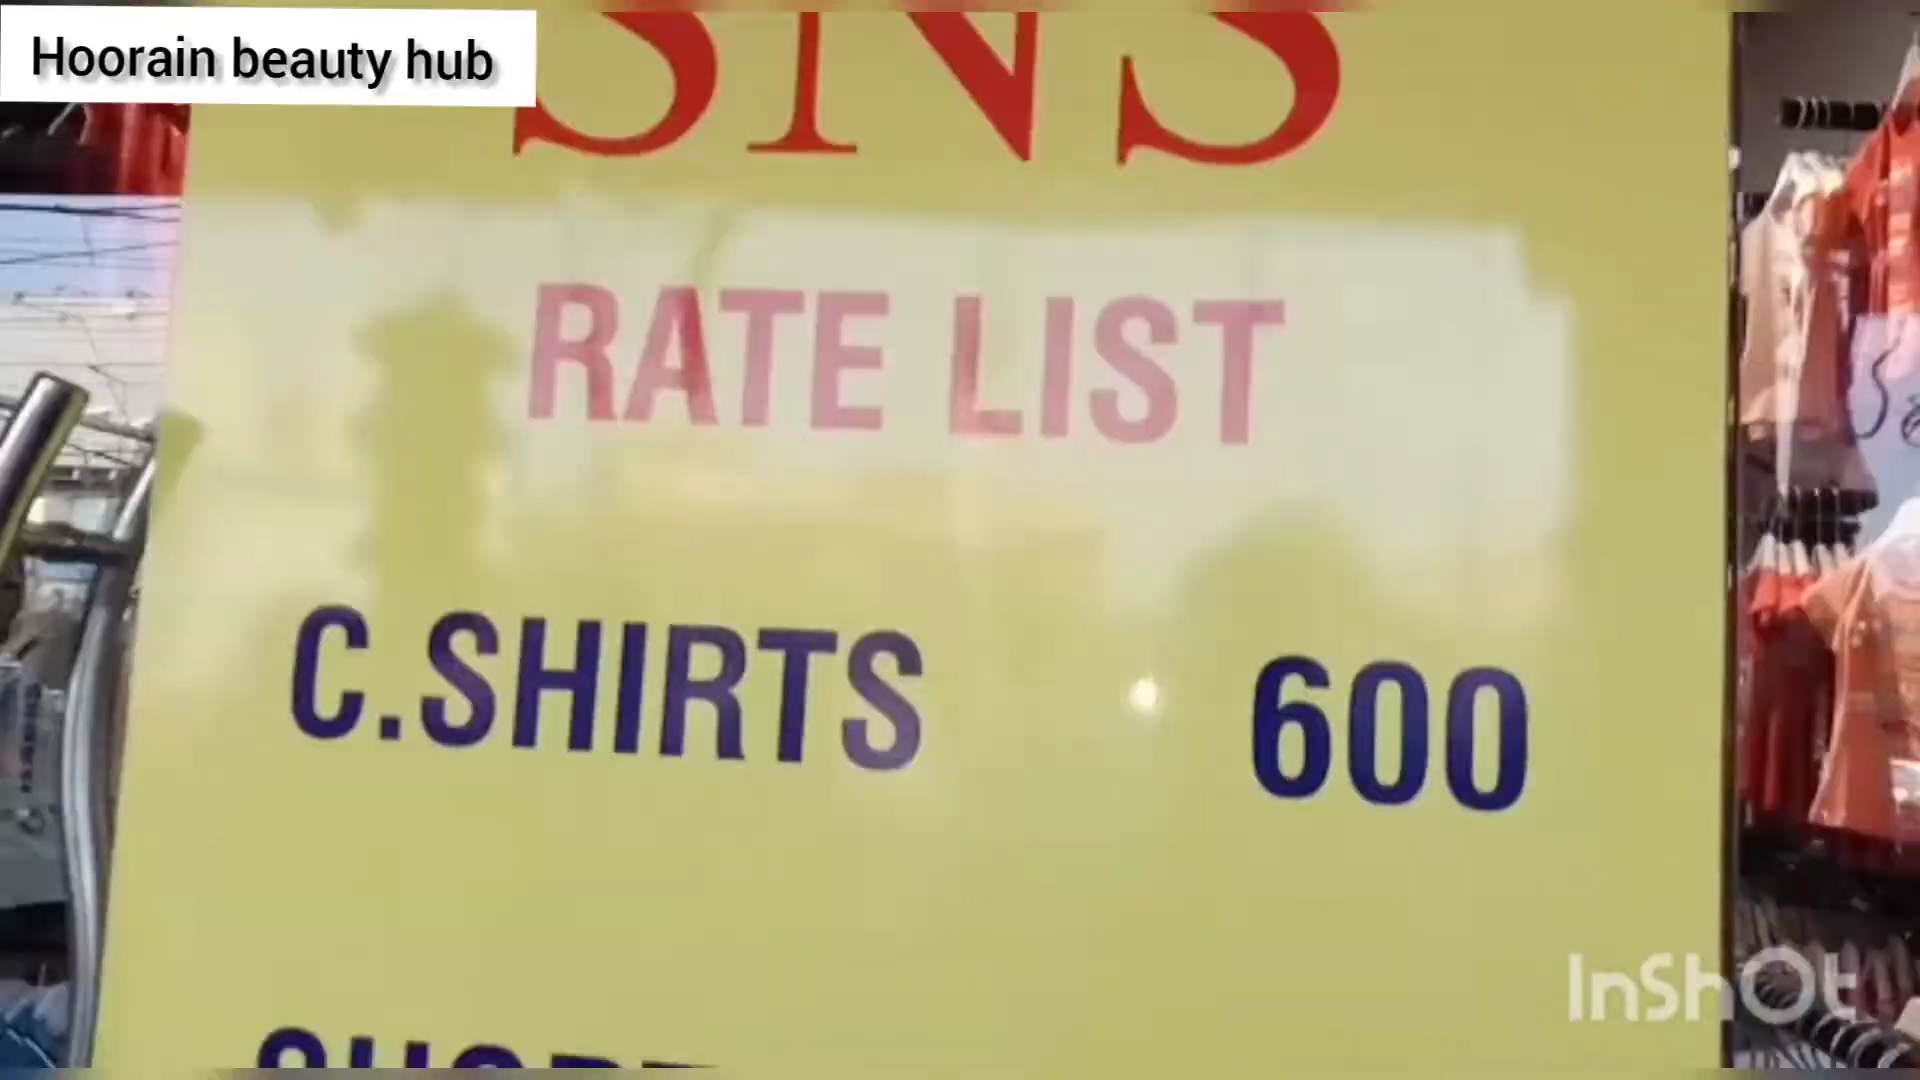 Hoorain beauty hub
SNS
RATE LIST
C.SHIRTS 600
InShOt